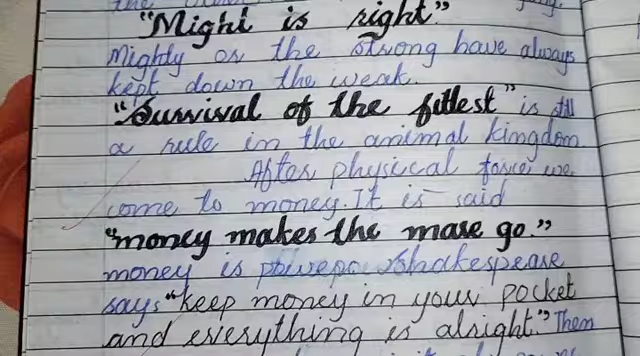 "Might is right."
Mighty or the strong have always
kept down the weak.
"Survival of the fittest" is still
a rule in the animal kingdom
After physical force we
come to money. It is said
"money makes the mare go."
money is Shakespeare
says "keep money in your pocket
and everything is alright." Then